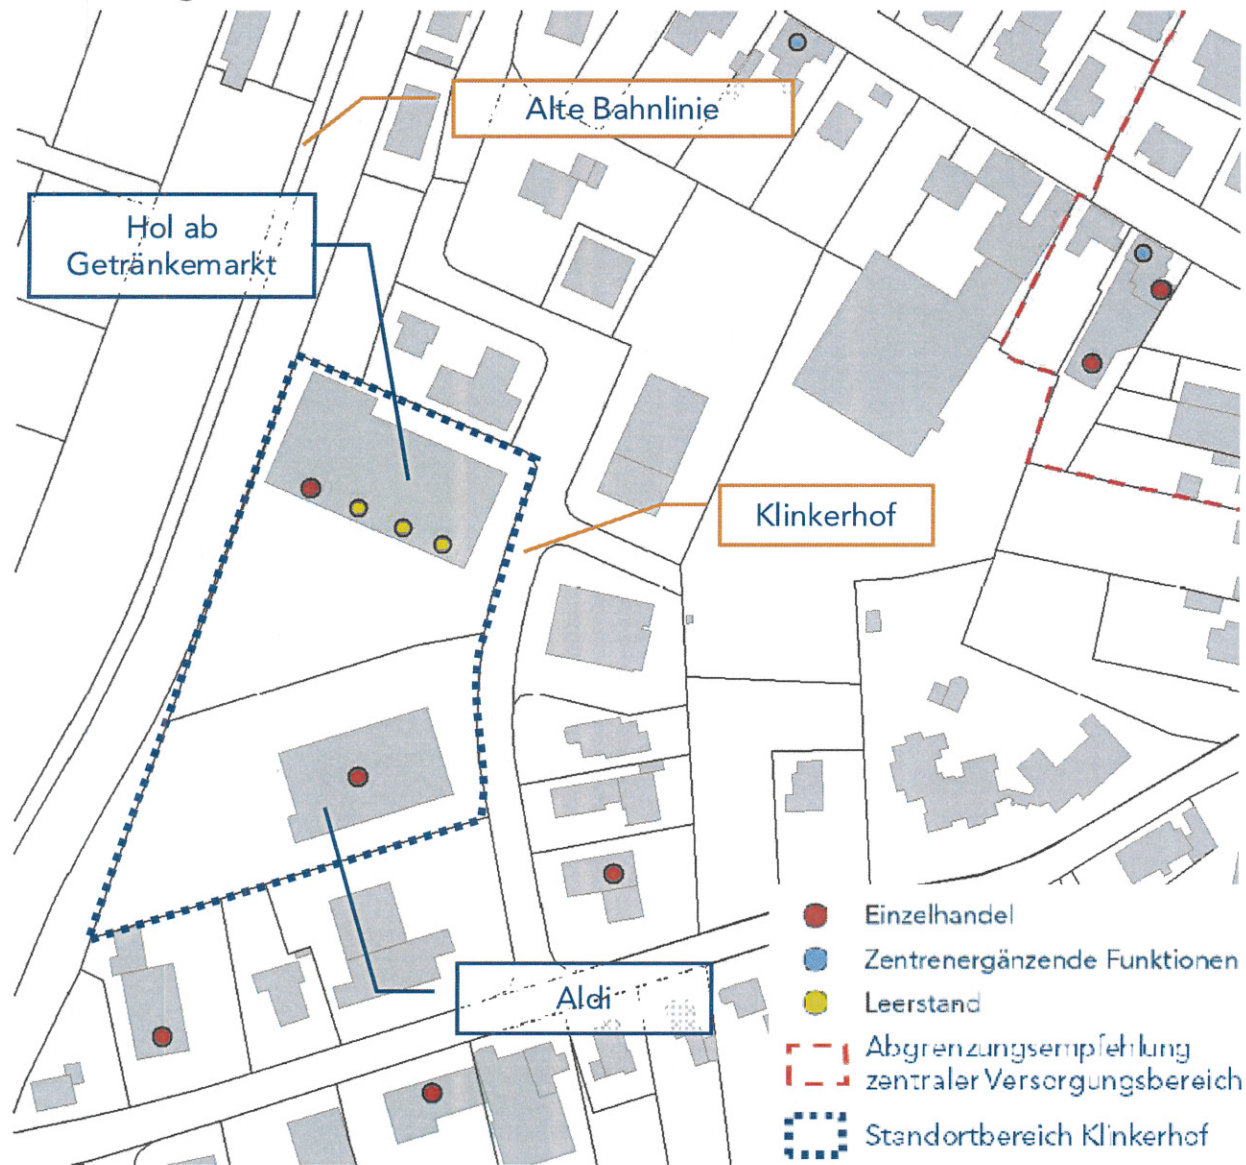 Alte Bahnlinie
Hol ab
Getränkemarkt
Klinkerhof
Aldi
Einzelhandel
Zentrenergänzende Funktionen
Leerstand
Abgrenzungsempfehlung
zentraler Versorgungsbereich
Standortbereich Klinkerhof